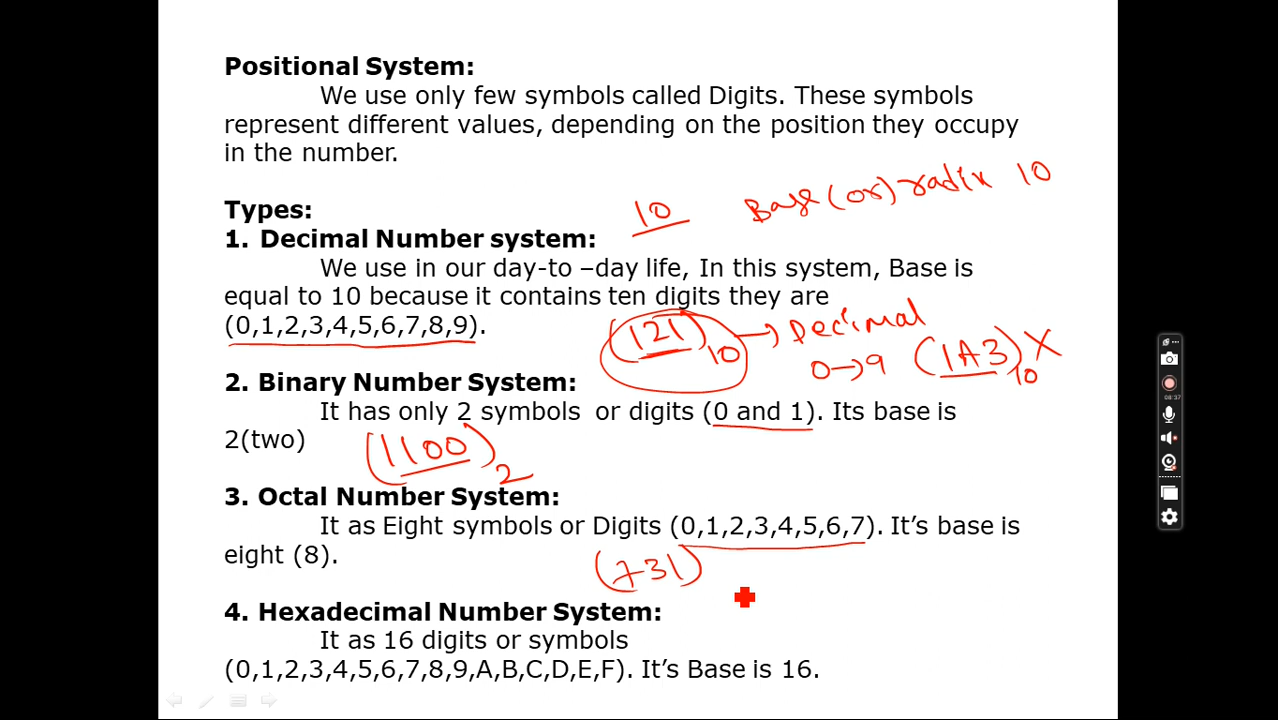 Positional System:
We use only few symbols called Digits. These symbols
represent different values, depending on the position they occupy
in the number.
10 Base (or) radix 10
Types:
1. Decimal Number system:
We use in our day-to –day life, In this system, Base is
equal to 10 because it contains ten digits they are
(0,1,2,3,4,5,6,7,8,9).
(121)10 → Decimal
0→9 (1A3)10 X
2. Binary Number System:
It has only 2 symbols or digits (0 and 1). Its base is
2(two)
(1100)2
3. Octal Number System:
It as Eight symbols or Digits (0,1,2,3,4,5,6,7). It’s base is
eight (8).
(731)
4. Hexadecimal Number System:
It as 16 digits or symbols
(0,1,2,3,4,5,6,7,8,9,A,B,C,D,E,F). It’s Base is 16.
08:37